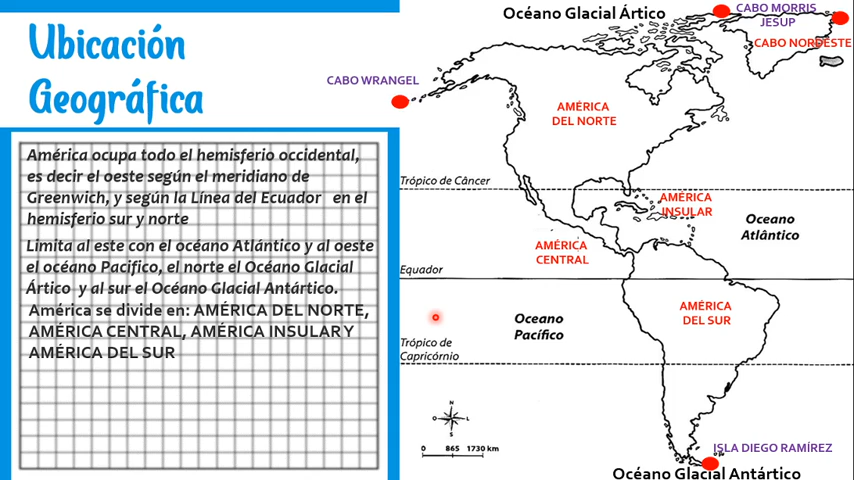 Ubicación
Geográfica
América ocupa todo el hemisferio occidental,
es decir el oeste según el meridiano de
Greenwich, y según la Línea del Ecuador en el
hemisferio sur y norte
Limita al este con el océano Atlántico y al oeste
el océano Pacifico, el norte el Océano Glacial
Ártico y al sur el Océano Glacial Antártico.
América se divide en: AMÉRICA DEL NORTE,
AMÉRICA CENTRAL, AMÉRICA INSULAR Y
AMÉRICA DEL SUR
Océano Glacial Ártico
CABO MORRIS
JESUP
CABO NORDESTE
CABO WRANGEL
AMÉRICA
DEL NORTE
Trópico de Câncer
AMÉRICA
INSULAR
Oceano
Atlântico
AMÉRICA
CENTRAL
Equador
AMÉRICA
DEL SUR
Oceano
Pacífico
Trópico de
Capricórnio
N
O L
S
0 865 1730 km
ISLA DIEGO RAMÍREZ
Océano Glacial Antártico